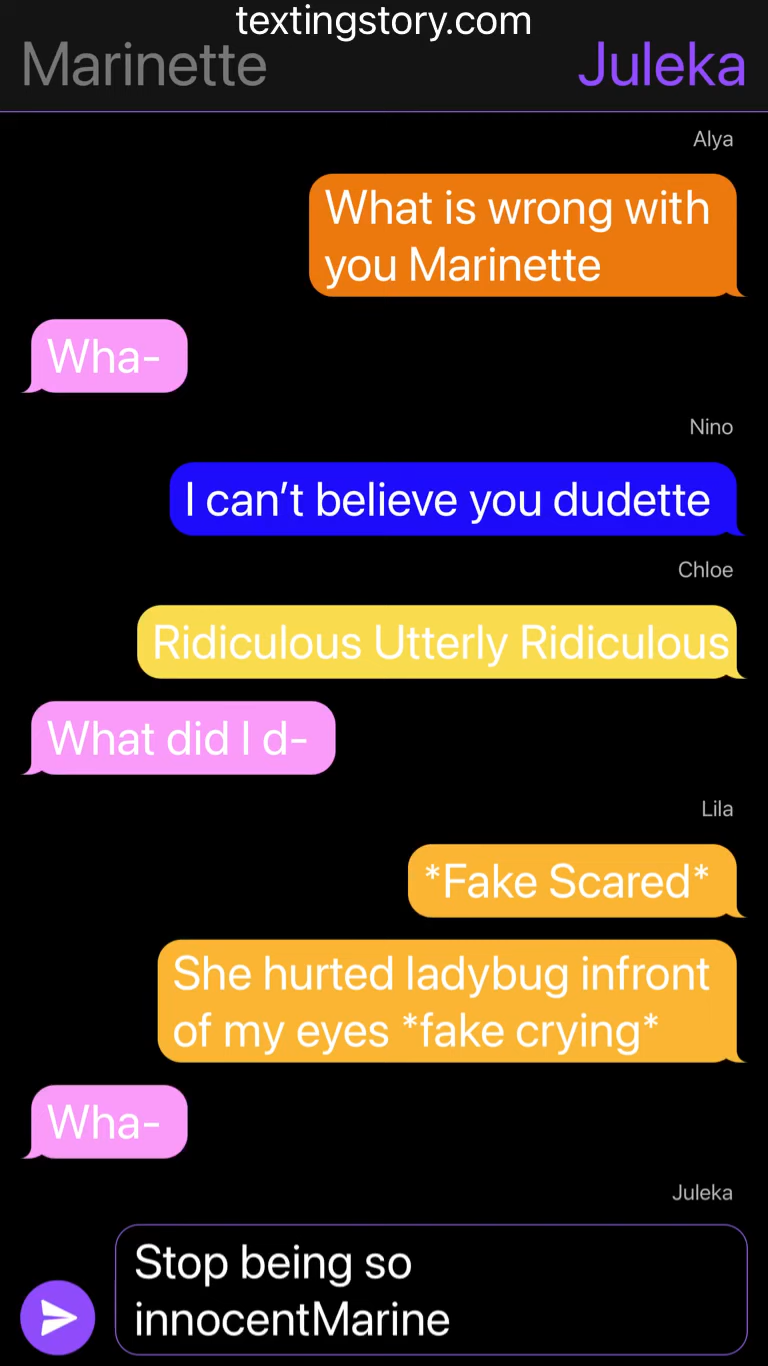 textingstory.com
Marinette
Juleka
Alya
What is wrong with
you Marinette
Wha-
Nino
I can’t believe you dudette
Chloe
Ridiculous Utterly Ridiculous
What did I d-
Lila
*Fake Scared*
She hurted ladybug infront
of my eyes *fake crying*
Wha-
Juleka
Stop being so
innocentMarine